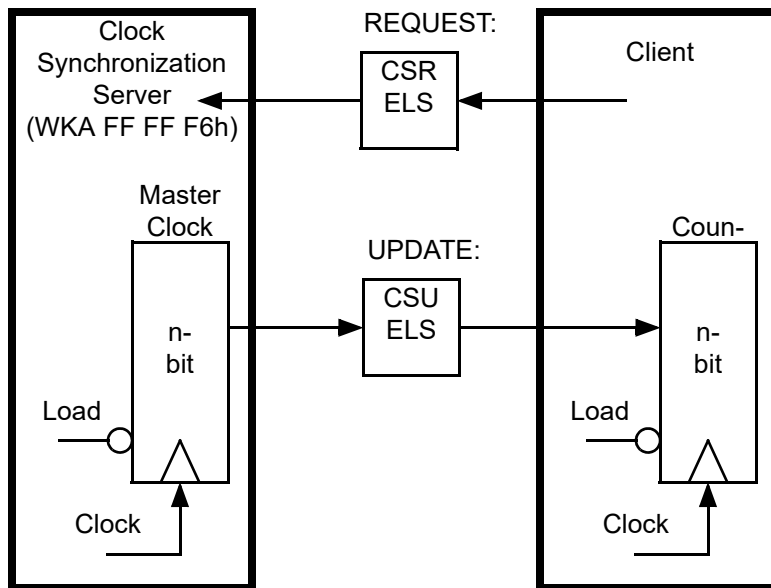 Clock
Synchronization
Server
(WKA FF FF F6h)
REQUEST:
CSR
ELS
Client
Master
Clock
n-
bit
Load
Clock
UPDATE:
CSU
ELS
Coun-
n-
bit
Load
Clock